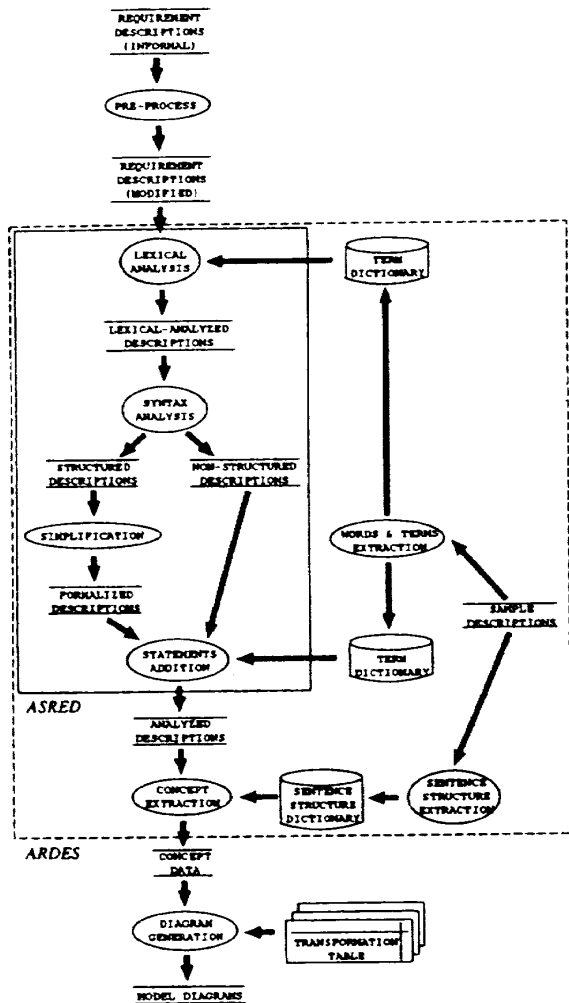 REQUIREMENT
DESCRIPTIONS
(INFORMAL)
PRE-PROCESS
REQUIREMENT
DESCRIPTIONS
(MODIFIED)
LEXICAL
ANALYSIS
TERM
DICTIONARY
LEXICAL-ANALYZED
DESCRIPTIONS
SYNTAX
ANALYSIS
STRUCTURED
DESCRIPTIONS
NON-STRUCTURED
DESCRIPTIONS
SIMPLIFICATION
WORDS & TERMS
EXTRACTION
FORMALIZED
DESCRIPTIONS
SAMPLE
DESCRIPTIONS
STATEMENTS
ADDITION
TERM
DICTIONARY
ASRED
ANALYZED
DESCRIPTIONS
CONCEPT
EXTRACTION
SENTENCE
STRUCTURE
DICTIONARY
SENTENCE
STRUCTURE
EXTRACTION
ARDES
CONCEPT
DATA
DIAGRAM
GENERATION
TRANSFORMATION
TABLE
MODEL DIAGRAMS